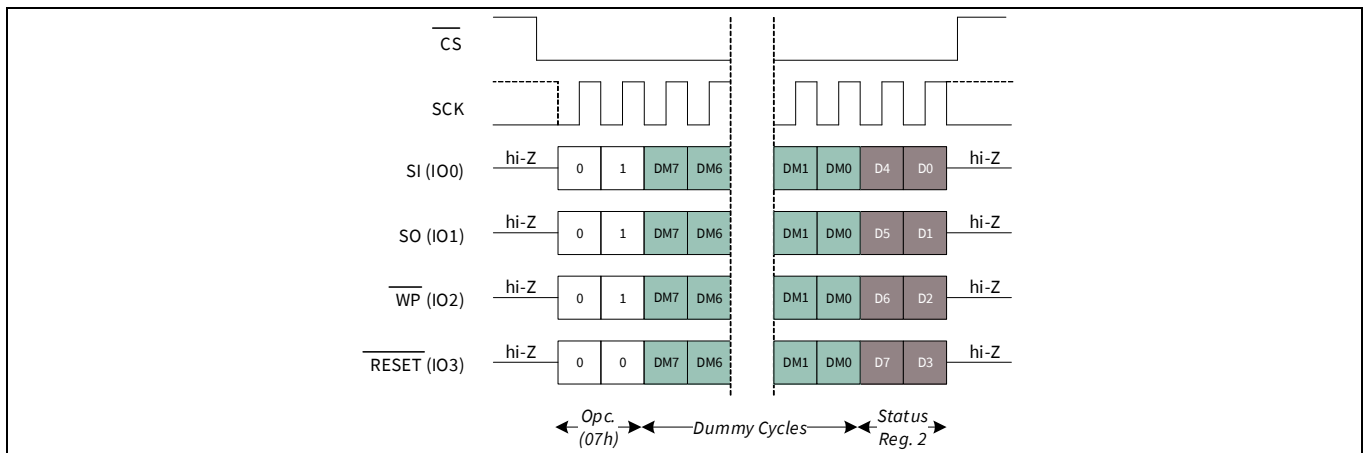 CS
SCK
SI (IO0) hi-Z 0 1 DM7 DM6 DM1 DM0 D4 D0 hi-Z
SO (IO1) hi-Z 0 1 DM7 DM6 DM1 DM0 D5 D1 hi-Z
WP (IO2) hi-Z 0 1 DM7 DM6 DM1 DM0 D6 D2 hi-Z
RESET (IO3) hi-Z 0 0 DM7 DM6 DM1 DM0 D7 D3 hi-Z
Opc. (07h) Dummy Cycles Status Reg. 2